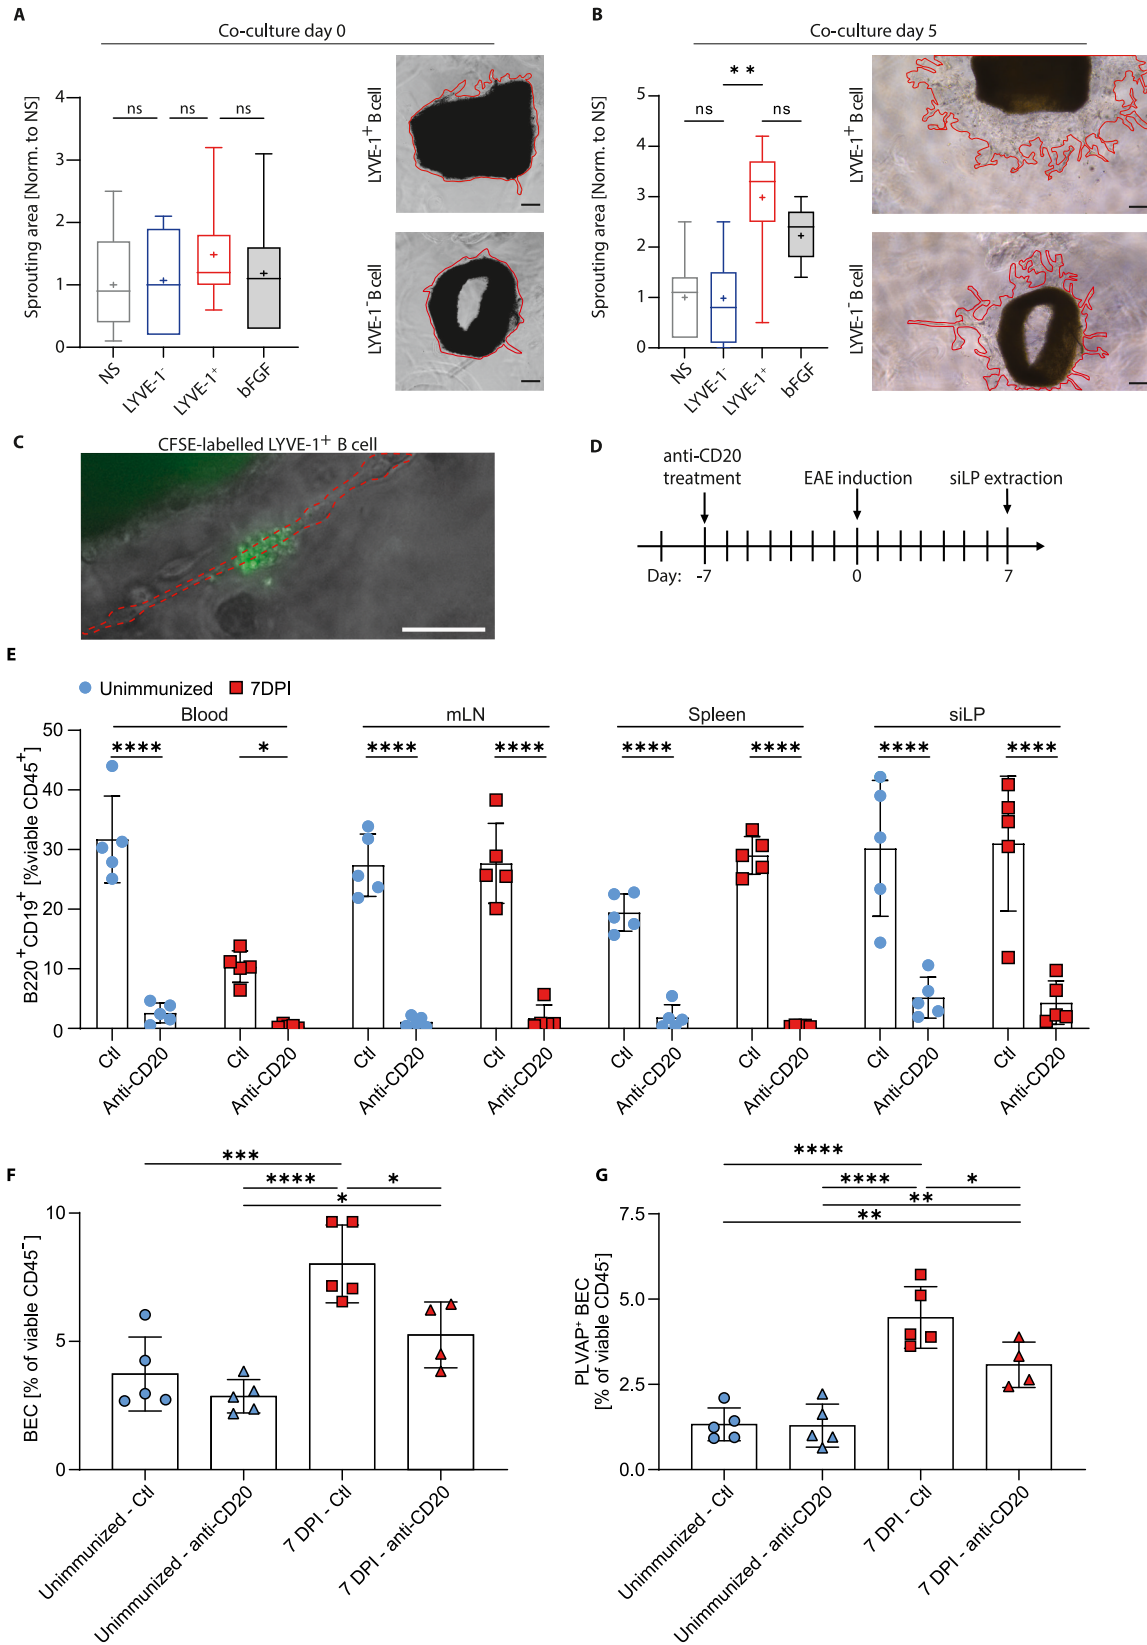 A
Co-culture day 0
Sprouting area [Norm. to NS]
4
3
2
1
0
ns
ns
ns
NS
LYVE-1⁻
LYVE-1⁺
bFGF
LYVE-1⁺ B cell
LYVE-1⁻ B cell
B
Co-culture day 5
Sprouting area [Norm. to NS]
5
4
3
2
1
0
**
ns
ns
NS
LYVE-1⁻
LYVE-1⁺
bFGF
LYVE-1⁺ B cell
LYVE-1⁻ B cell
C
CFSE-labelled LYVE-1⁺ B cell
D
anti-CD20
treatment
EAE induction
siLP extraction
Day:
-7
0
7
E
Unimmunized
7DPI
Blood
mLN
Spleen
siLP
B220⁺CD19⁺ [%viable CD45⁺]
50
40
30
20
10
0
****
*
****
****
****
****
****
****
Ctl
Anti-CD20
Ctl
Anti-CD20
Ctl
Anti-CD20
Ctl
Anti-CD20
Ctl
Anti-CD20
Ctl
Anti-CD20
Ctl
Anti-CD20
Ctl
Anti-CD20
F
***
****
*
*
BEC [% of viable CD45⁻]
10
5
0
Unimmunized - Ctl
Unimmunized - anti-CD20
7 DPI - Ctl
7 DPI - anti-CD20
G
****
****
*
**
**
PLVAP⁺ BEC
[% of viable CD45⁻]
7.5
5.0
2.5
0.0
Unimmunized - Ctl
Unimmunized - anti-CD20
7 DPI - Ctl
7 DPI - anti-CD20